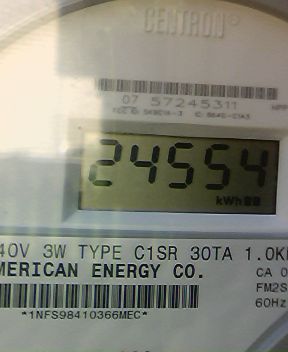 CENTRON®
07 57245311
24554
kWh
40V 3W TYPE C1SR 30TA 1.0K
MERICAN ENERGY CO.
CA 0
FM2S
60Hz
*1NFS98410366MEC*